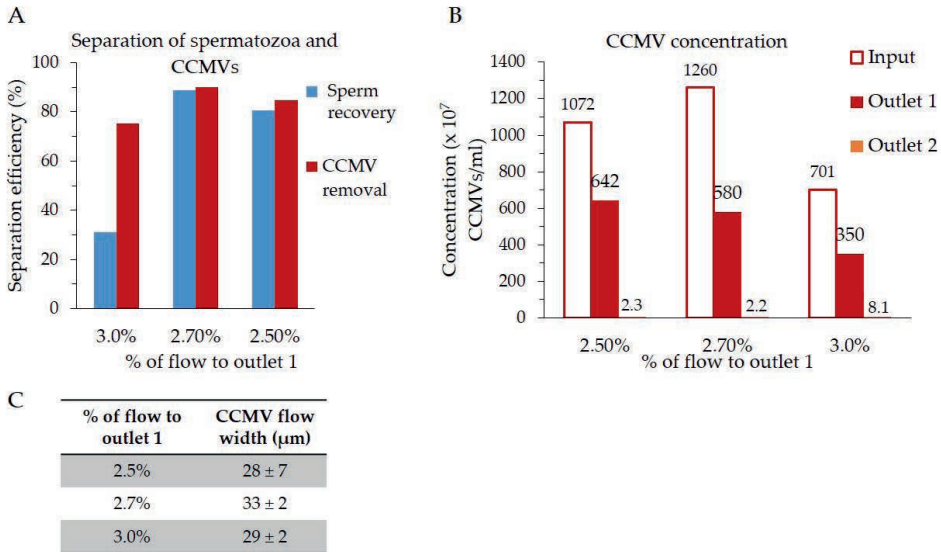 A
Separation of spermatozoa and
CCMVs
Separation efficiency (%)
100
80
60
40
20
0
3.0%
2.70%
2.50%
% of flow to outlet 1
Sperm
recovery
CCMV
removal
B
CCMV concentration
Concentration (x 10⁷
CCMVs/ml)
1400
1200
1000
800
600
400
200
0
1072
642
2.3
1260
580
2.2
701
350
8.1
2.50%
2.70%
3.0%
% of flow to outlet 1
Input
Outlet 1
Outlet 2
C
% of flow to CCMV flow
outlet 1 width (µm)
2.5% 28 ± 7
2.7% 33 ± 2
3.0% 29 ± 2